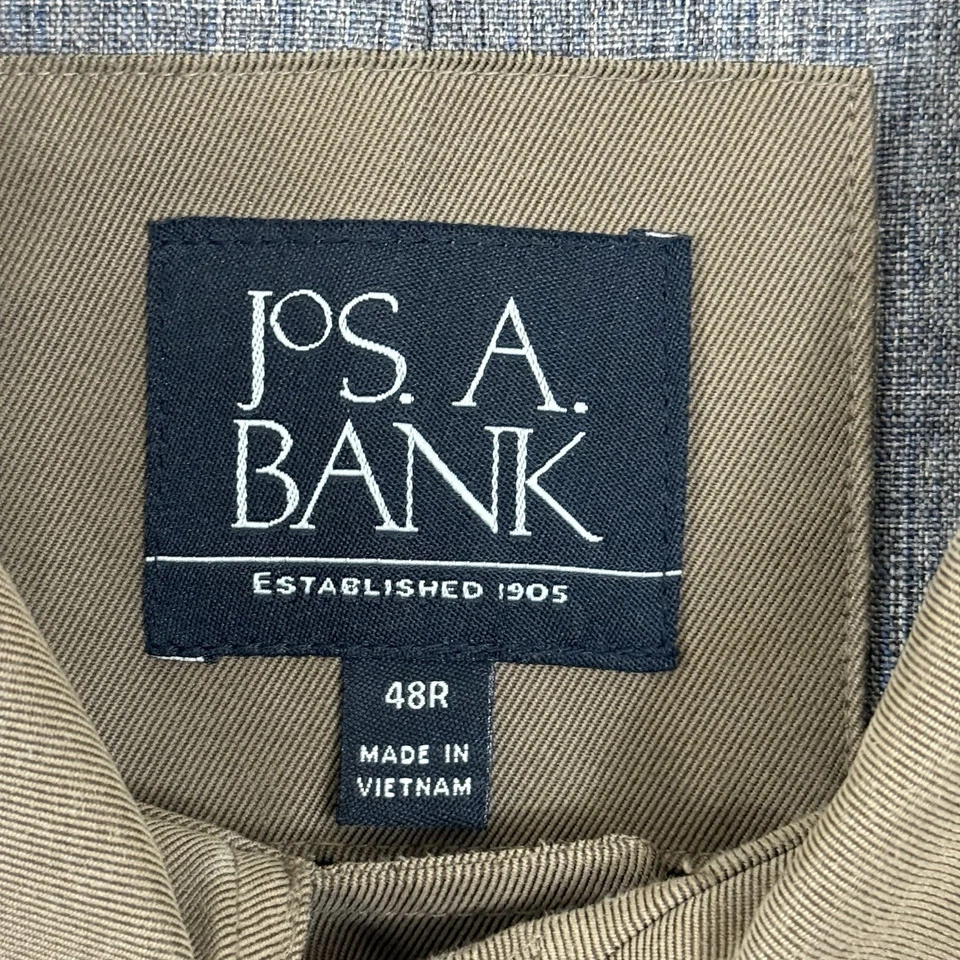 JOS. A.
BANK
ESTABLISHED 1905
48R
MADE IN
VIETNAM